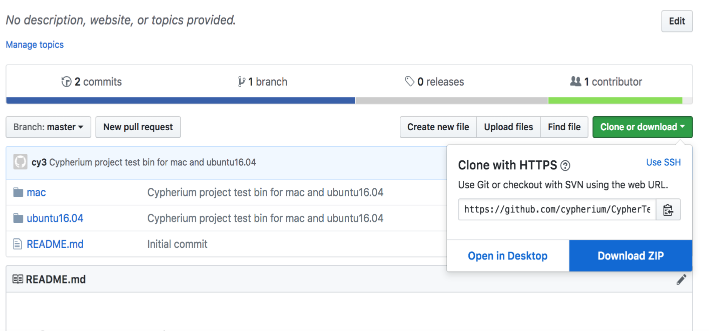 No description, website, or topics provided.
Edit
Manage topics
2 commits
1 branch
0 releases
1 contributor
Branch: master
New pull request
Create new file
Upload files
Find file
Clone or download
cy3 Cypherium project test bin for mac and ubuntu16.04
mac Cypherium project test bin for mac and ubuntu16.04
ubuntu16.04 Cypherium project test bin for mac and ubuntu16.04
README.md Initial commit
Clone with HTTPS
Use SSH
Use Git or checkout with SVN using the web URL.
https://github.com/cypherium/CypherTe
Open in Desktop
Download ZIP
README.md